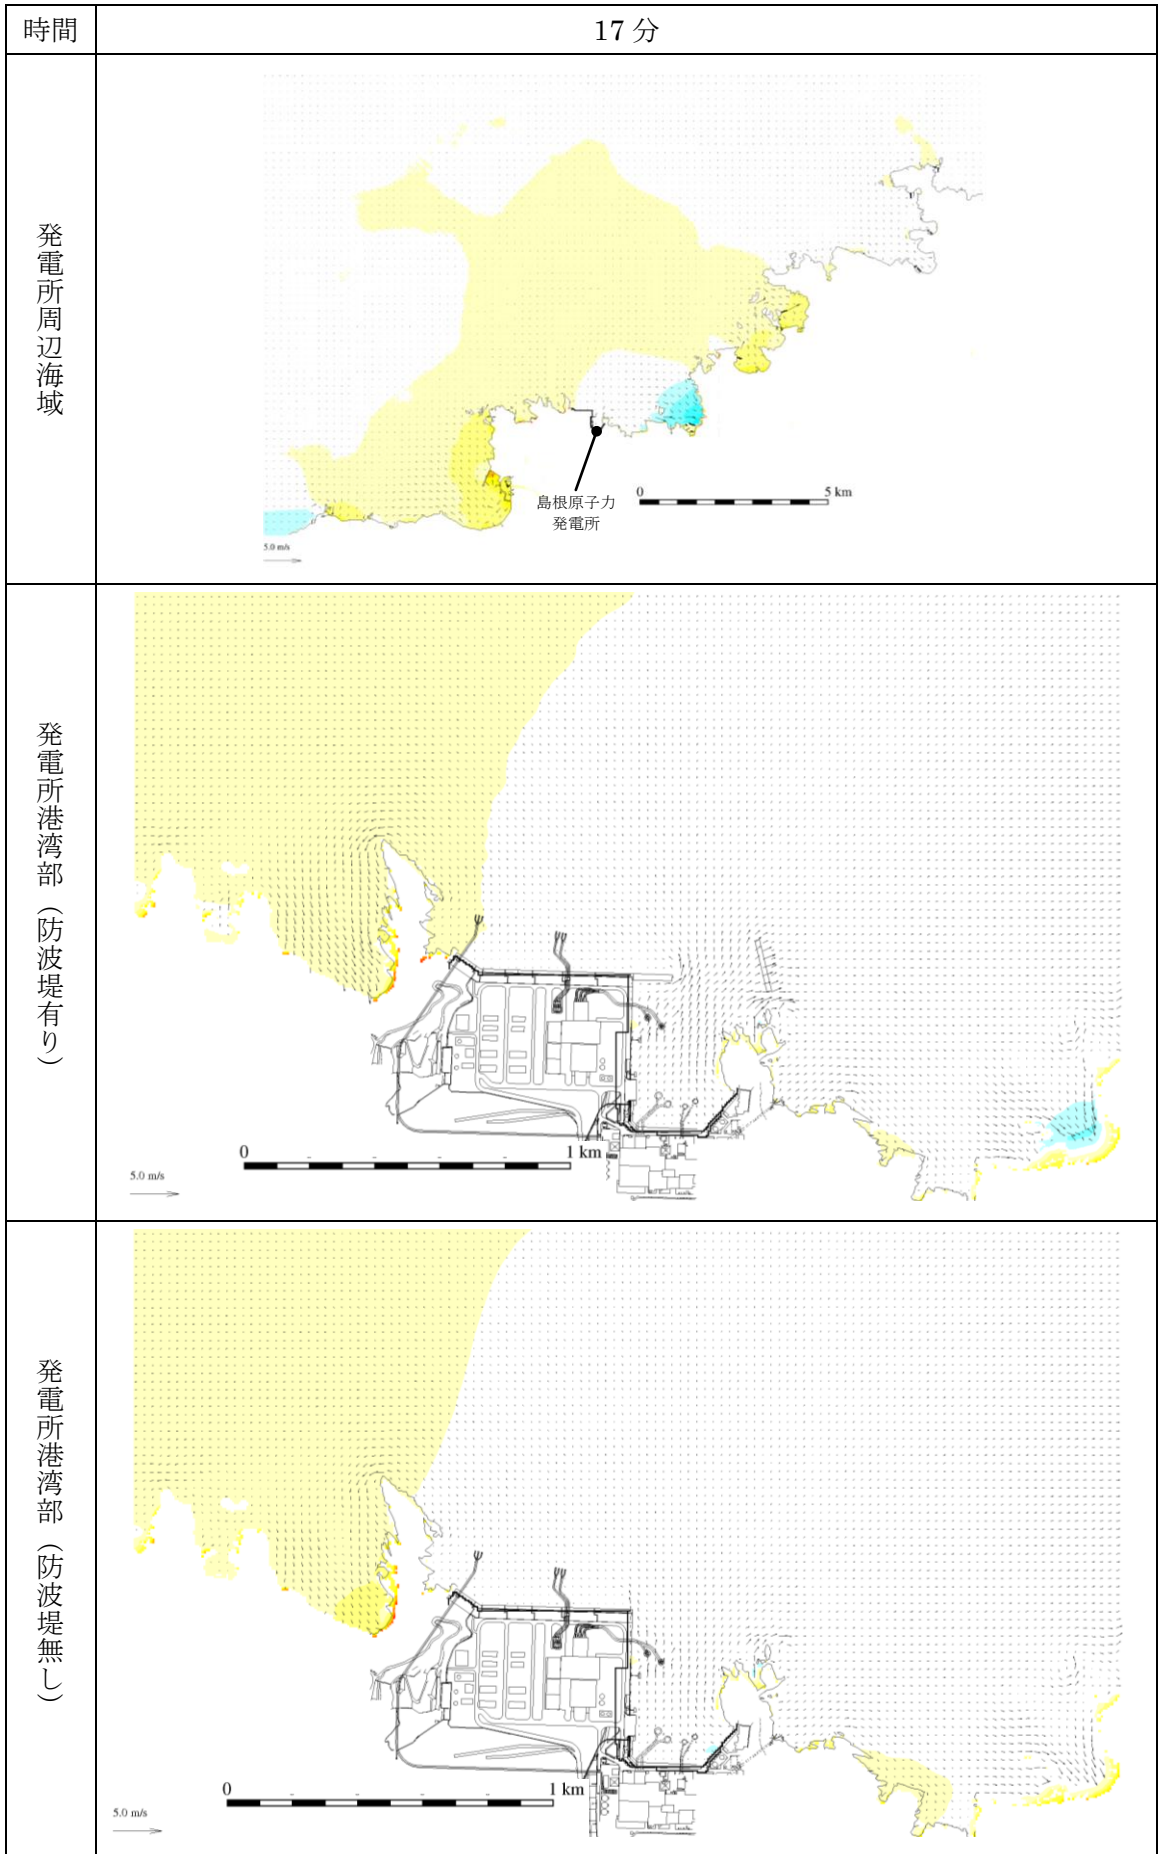 時間
17 分
発電所周辺海域
島根原子力
発電所
0
5 km
5.0 m/s
発電所港湾部（防波堤有り）
0
1 km
5.0 m/s
発電所港湾部（防波堤無し）
0
1 km
5.0 m/s